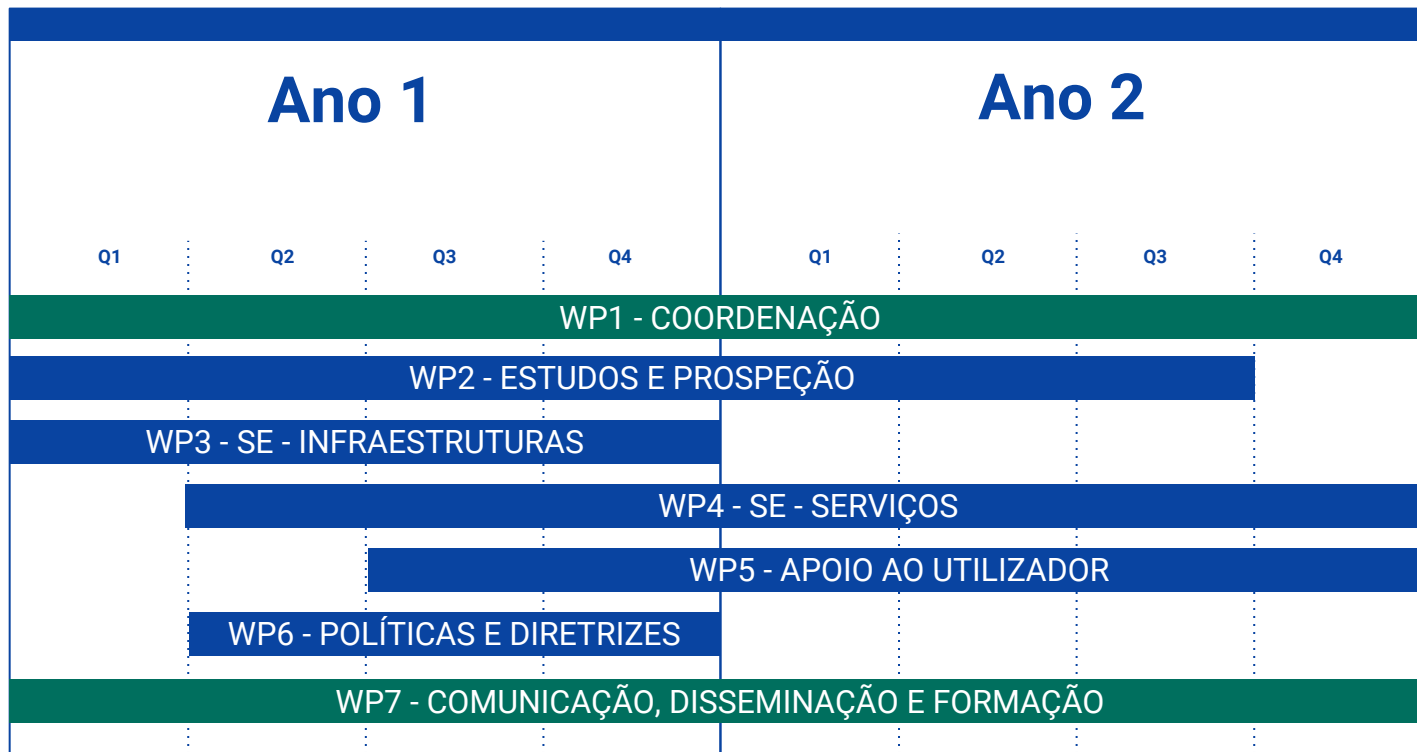 Ano 1
Ano 2
Q1
Q2
Q3
Q4
Q1
Q2
Q3
Q4
WP1 - COORDENAÇÃO
WP2 - ESTUDOS E PROSPEÇÃO
WP3 - SE - INFRAESTRUTURAS
WP4 - SE - SERVIÇOS
WP5 - APOIO AO UTILIZADOR
WP6 - POLÍTICAS E DIRETRIZES
WP7 - COMUNICAÇÃO, DISSEMINAÇÃO E FORMAÇÃO